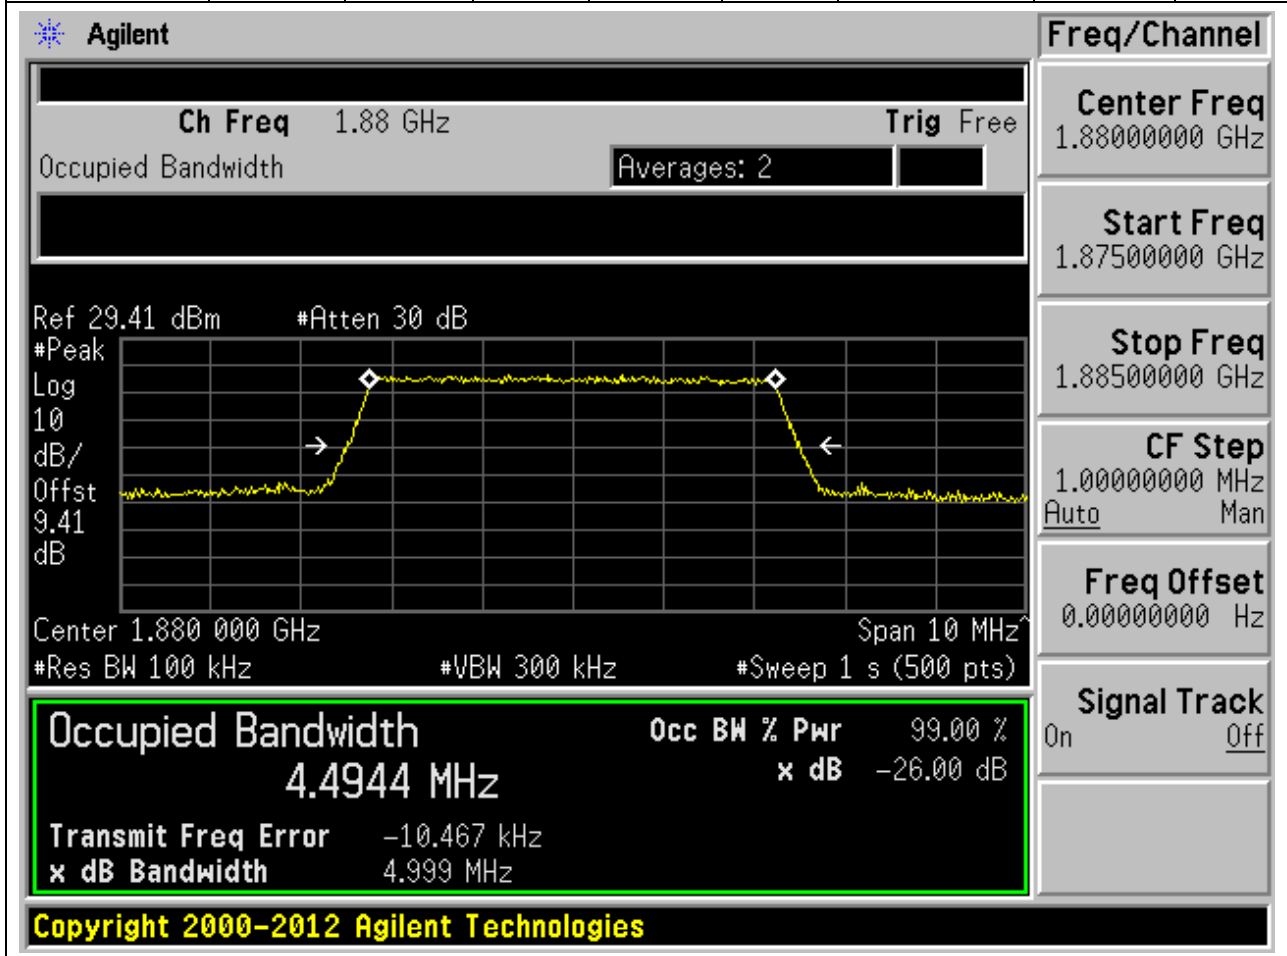 Agilent
Freq/Channel
Ch Freq 1.88 GHz Trig Free
Occupied Bandwidth Averages: 2
Center Freq
1.88000000 GHz
Start Freq
1.87500000 GHz
Stop Freq
1.88500000 GHz
CF Step
1.00000000 MHz
Auto Man
Freq Offset
0.00000000 Hz
Signal Track
On Off
Ref 29.41 dBm #Atten 30 dB
#Peak
Log
10
dB/
Offst
9.41
dB
Center 1.880 000 GHz Span 10 MHz^
#Res BW 100 kHz #VBW 300 kHz #Sweep 1 s (500 pts)
Occupied Bandwidth Occ BW % Pwr 99.00 %
4.4944 MHz x dB -26.00 dB
Transmit Freq Error -10.467 kHz
x dB Bandwidth 4.999 MHz
Copyright 2000-2012 Agilent Technologies